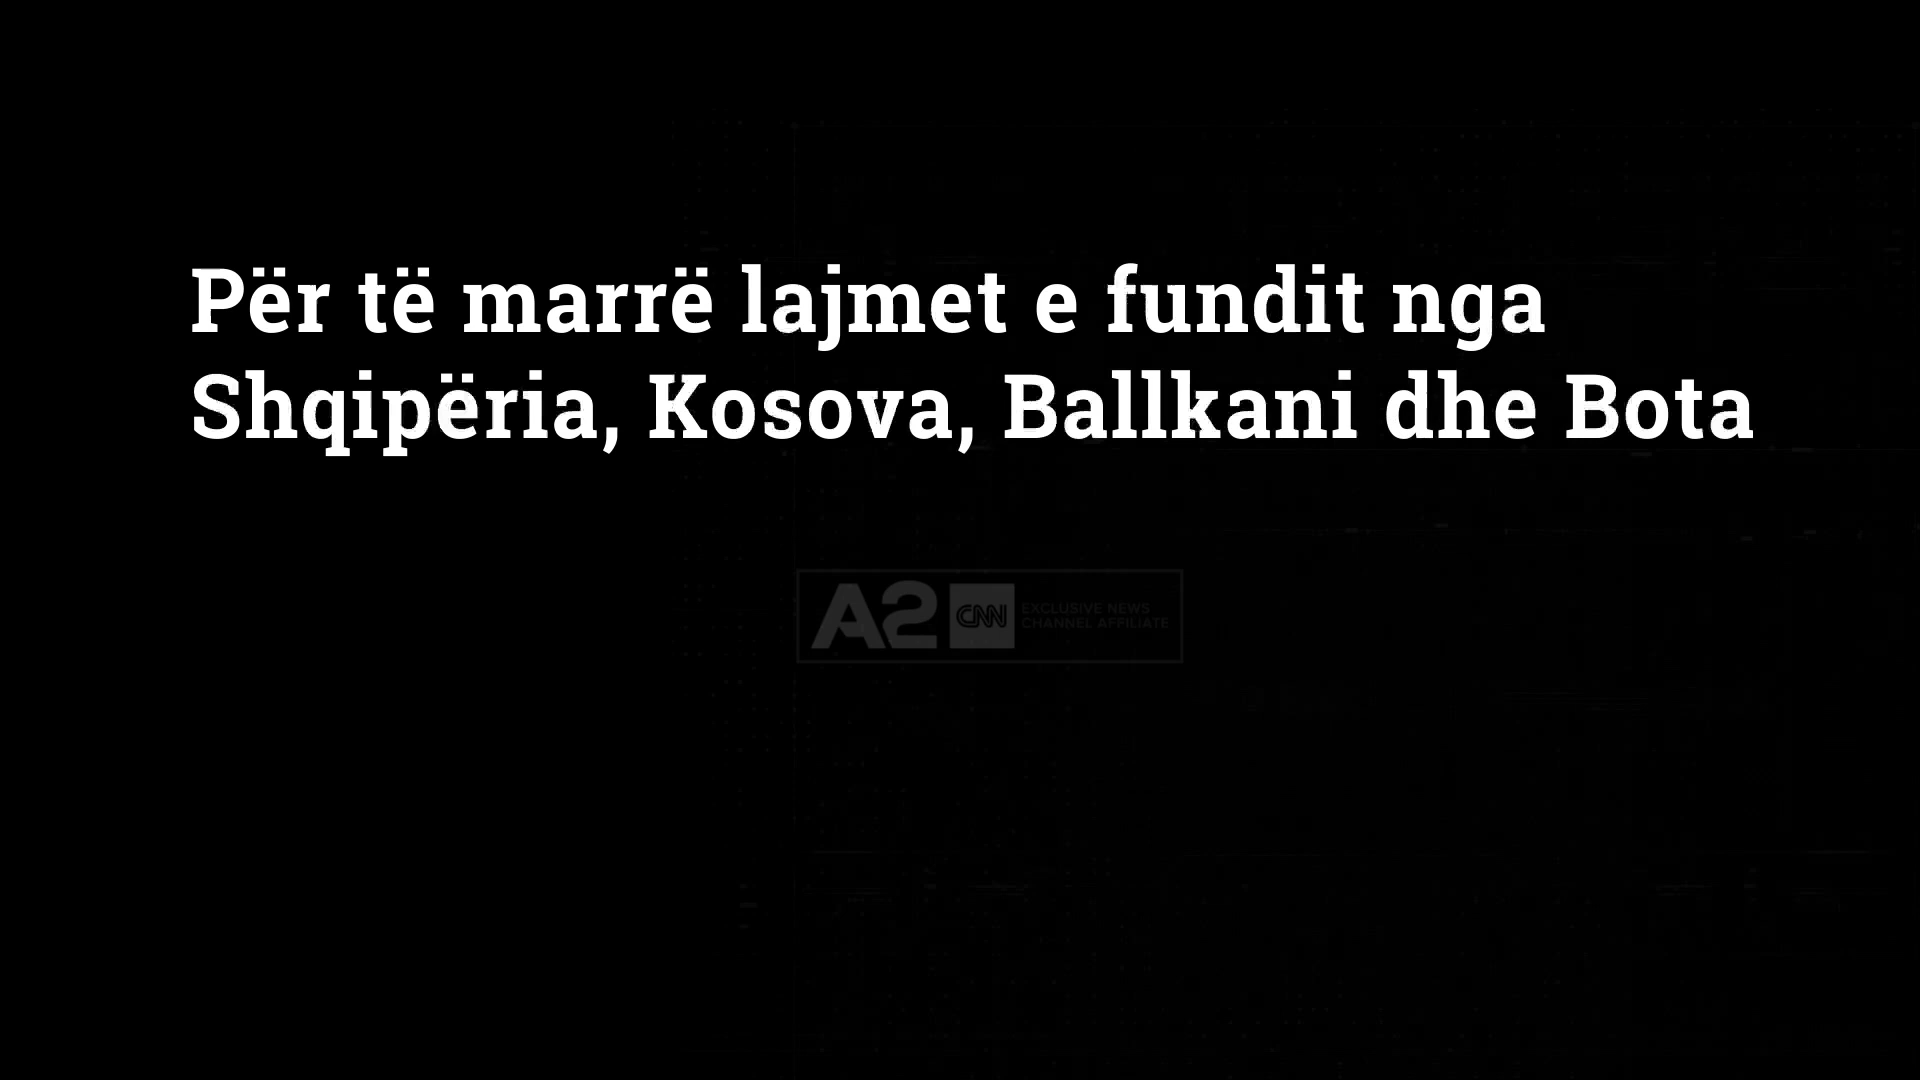 Për të marrë lajmet e fundit nga
Shqipëria, Kosova, Ballkani dhe Bota
A2 CNN EXCLUSIVE NEWS
CHANNEL AFFILIATE